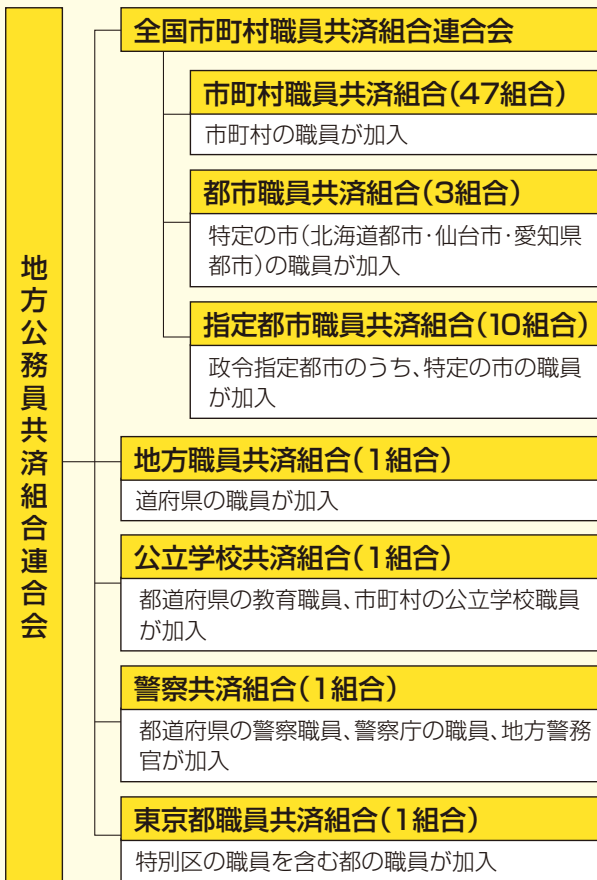 地方公務員共済組合連合会
全国市町村職員共済組合連合会
市町村職員共済組合(47組合)
市町村の職員が加入
都市職員共済組合(3組合)
特定の市(北海道都市・仙台市・愛知県
都市)の職員が加入
指定都市職員共済組合(10組合)
政令指定都市のうち、特定の市の職員
が加入
地方職員共済組合(1組合)
道府県の職員が加入
公立学校共済組合(1組合)
都道府県の教育職員、市町村の公立学校職員
が加入
警察共済組合(1組合)
都道府県の警察職員、警察庁の職員、地方警務
官が加入
東京都職員共済組合(1組合)
特別区の職員を含む都の職員が加入